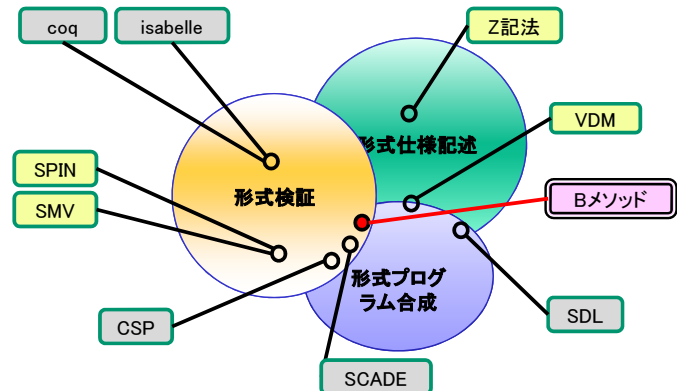 coq
isabelle
Z記法
形式仕様記述
VDM
SPIN
SMV
形式検証
Bメソッド
形式プログ
ラム合成
CSP
SDL
SCADE